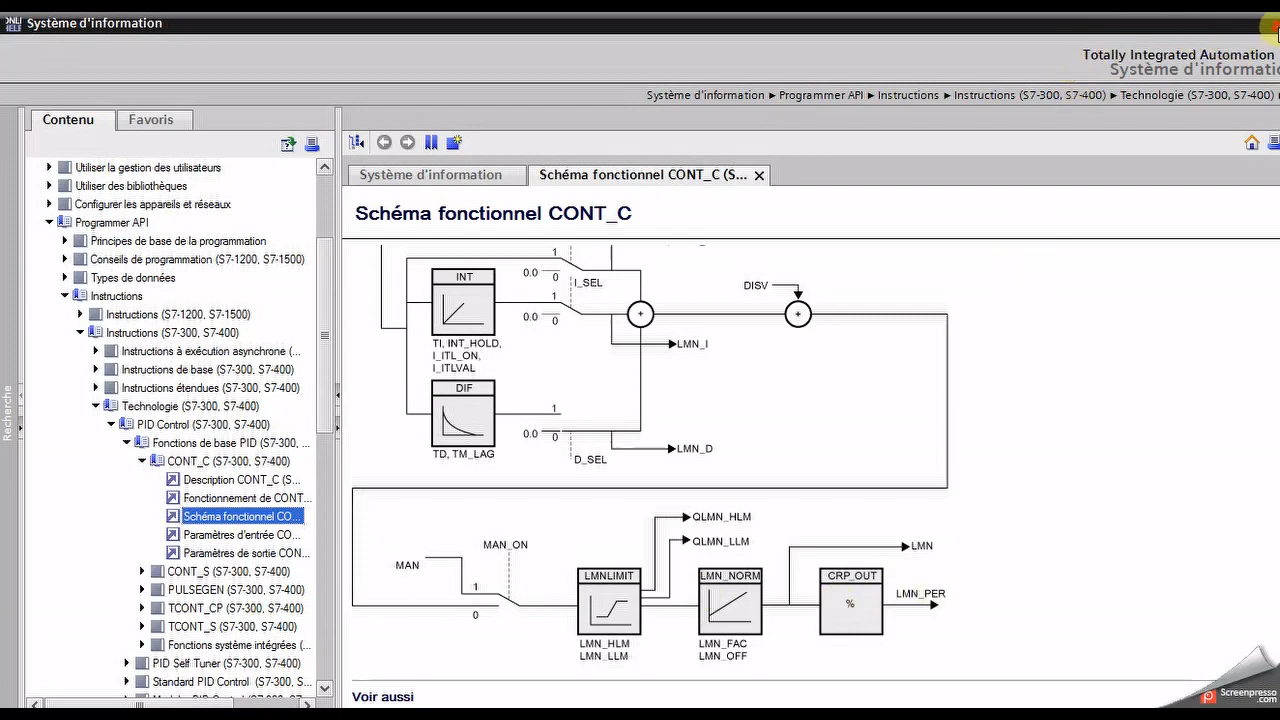 ONLI
HELP
Système d'information
Totally Integrated Automation
Système d'informatio
Système d'information ▸ Programmer API ▸ Instructions ▸ Instructions (S7-300, S7-400) ▸ Technologie (S7-300, S7-400) ▸
Contenu
Favoris
Recherche
Utiliser la gestion des utilisateurs
Utiliser des bibliothèques
Configurer les appareils et réseaux
Programmer API
Principes de base de la programmation
Conseils de programmation (S7-1200, S7-1500)
Types de données
Instructions
Instructions (S7-1200, S7-1500)
Instructions (S7-300, S7-400)
Instructions à exécution asynchrone (...
Instructions de base (S7-300, S7-400)
Instructions étendues (S7-300, S7-400)
Technologie (S7-300, S7-400)
PID Control (S7-300, S7-400)
Fonctions de base PID (S7-300, ...
CONT_C (S7-300, S7-400)
Description CONT_C (S...
Fonctionnement de CONT...
Schéma fonctionnel CO...
Paramètres d'entrée CO...
Paramètres de sortie CON...
CONT_S (S7-300, S7-400)
PULSEGEN (S7-300, S7-400)
TCONT_CP (S7-300, S7-400)
TCONT_S (S7-300, S7-400)
Fonctions système intégrées (...
PID Self Tuner (S7-300, S7-400)
Standard PID Control (S7-300, S...
Système d'information
Schéma fonctionnel CONT_C (S...
Schéma fonctionnel CONT_C
1
0.0
0
I_SEL
INT
1
0.0
0
DISV
+
+
TI, INT_HOLD,
I_ITL_ON,
I_ITLVAL
LMN_I
DIF
1
0.0
0
TD, TM_LAG
D_SEL
LMN_D
QLMN_HLM
QLMN_LLM
MAN_ON
MAN
1
0
LMN
LMNLIMIT
LMN_NORM
CRP_OUT
%
LMN_PER
LMN_HLM
LMN_LLM
LMN_FAC
LMN_OFF
Voir aussi
Screenpresso
.com